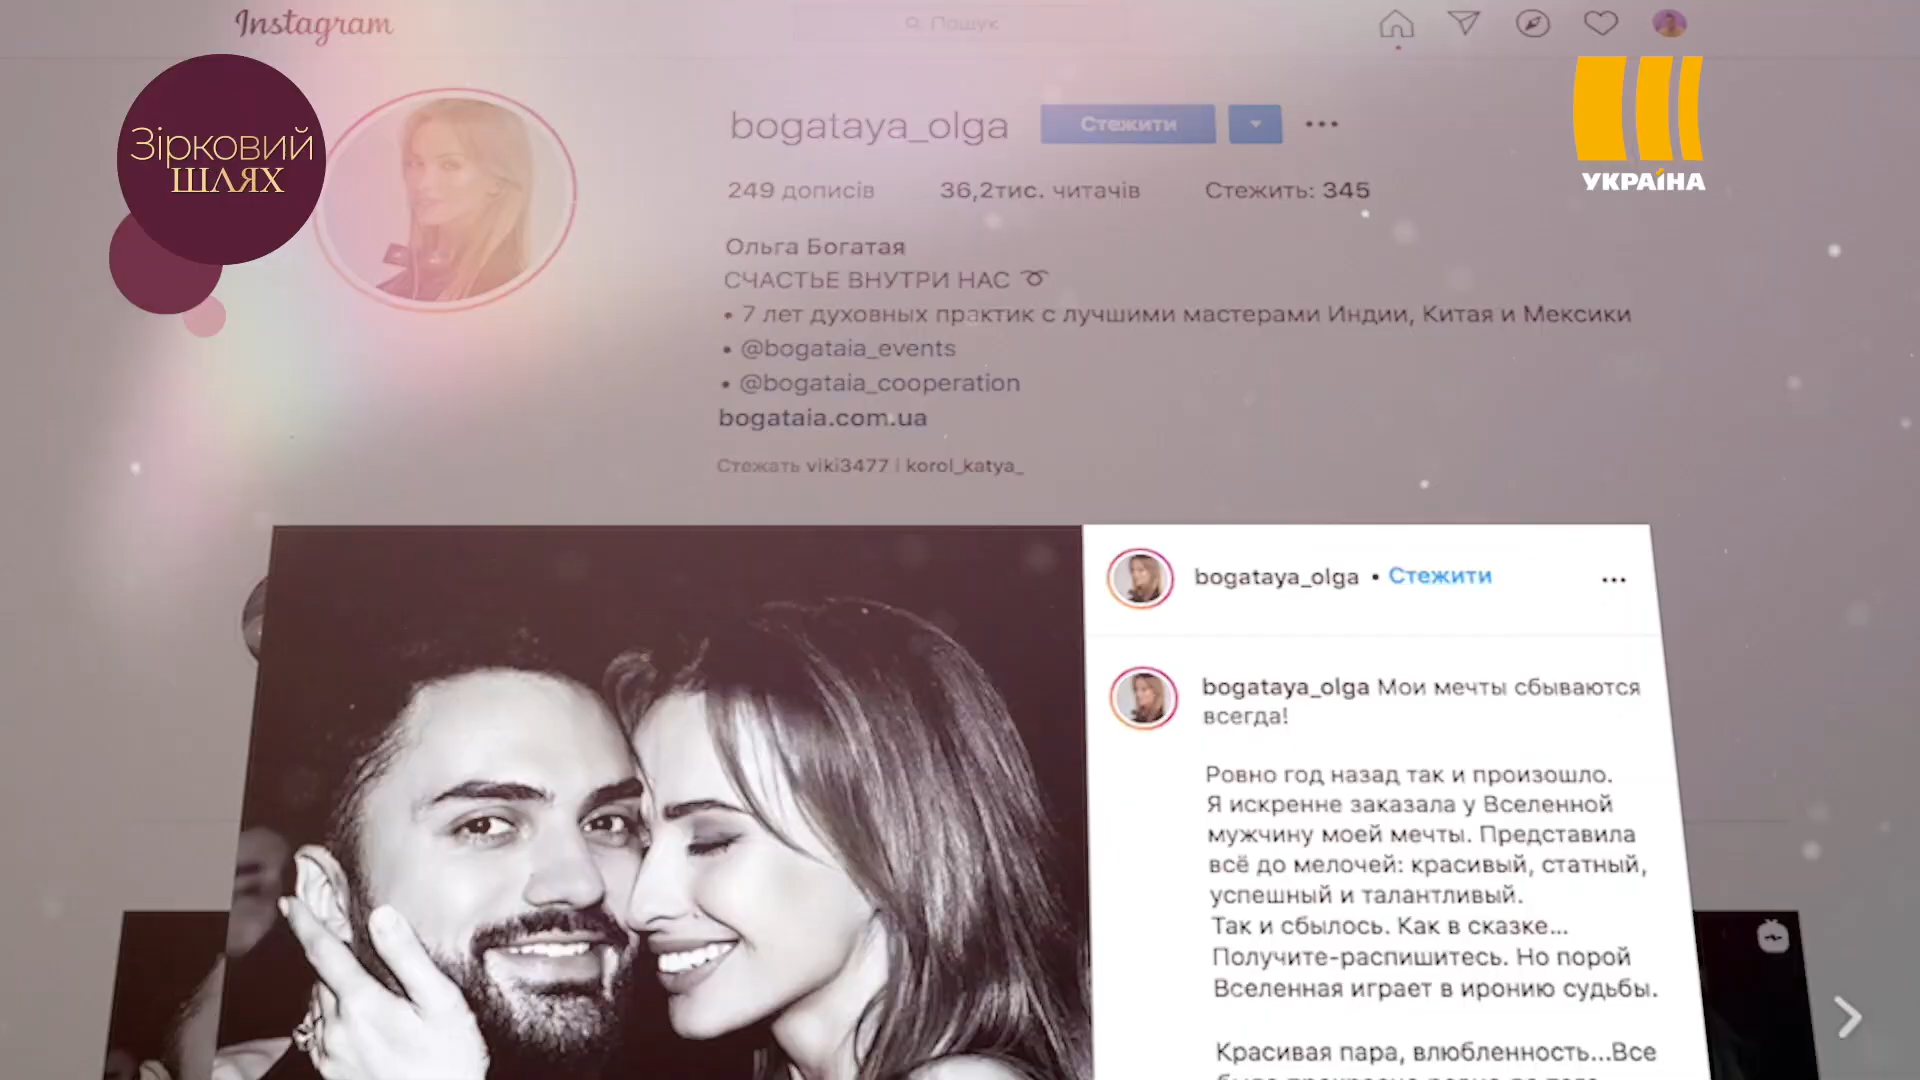 Instagram
Пошук
Зірковий
ШЛЯХ
bogataya_olga
Стежити
УКРАЇНА
249 дописів 36,2тис. читачів Стежить: 345
Ольга Богатая
СЧАСТЬЕ ВНУТРИ НАС ➰
• 7 лет духовных практик с лучшими мастерами Индии, Китая и Мексики
• @bogataia_events
• @bogataia_cooperation
bogataia.com.ua
Стежать viki3477 і korol_katya_
bogataya_olga • Стежити
bogataya_olga Мои мечты сбываются
всегда!
Ровно год назад так и произошло.
Я искренне заказала у Вселенной
мужчину моей мечты. Представила
всё до мелочей: красивый, статный,
успешный и талантливый.
Так и сбылось. Как в сказке...
Получите-распишитесь. Но порой
Вселенная играет в иронию судьбы.
Красивая пара, влюбленность...Все